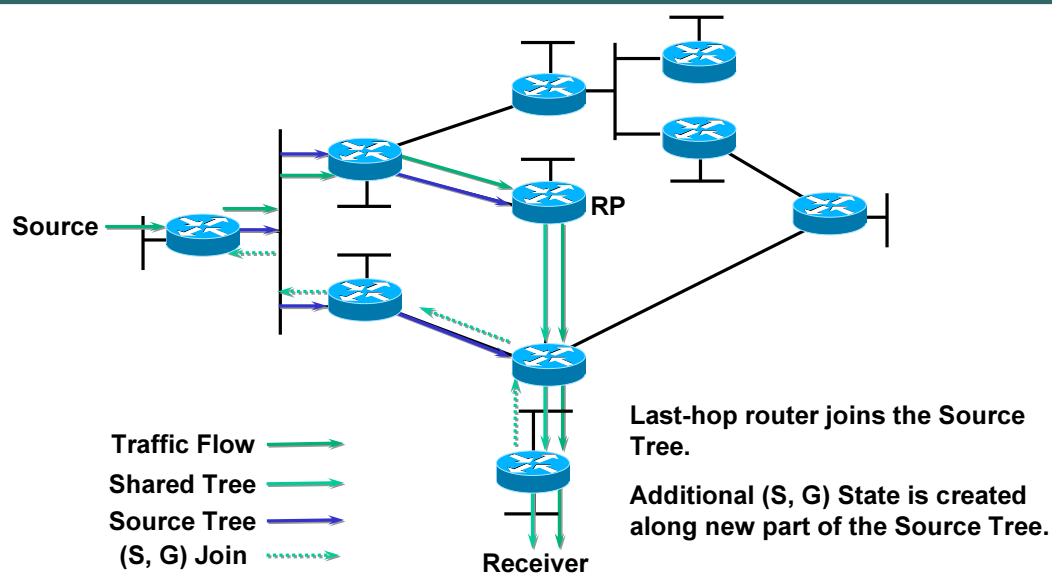 RP
Source
Last-hop router joins the Source
Tree.
Additional (S, G) State is created
along new part of the Source Tree.
Traffic Flow
Shared Tree
Source Tree
(S, G) Join
Receiver